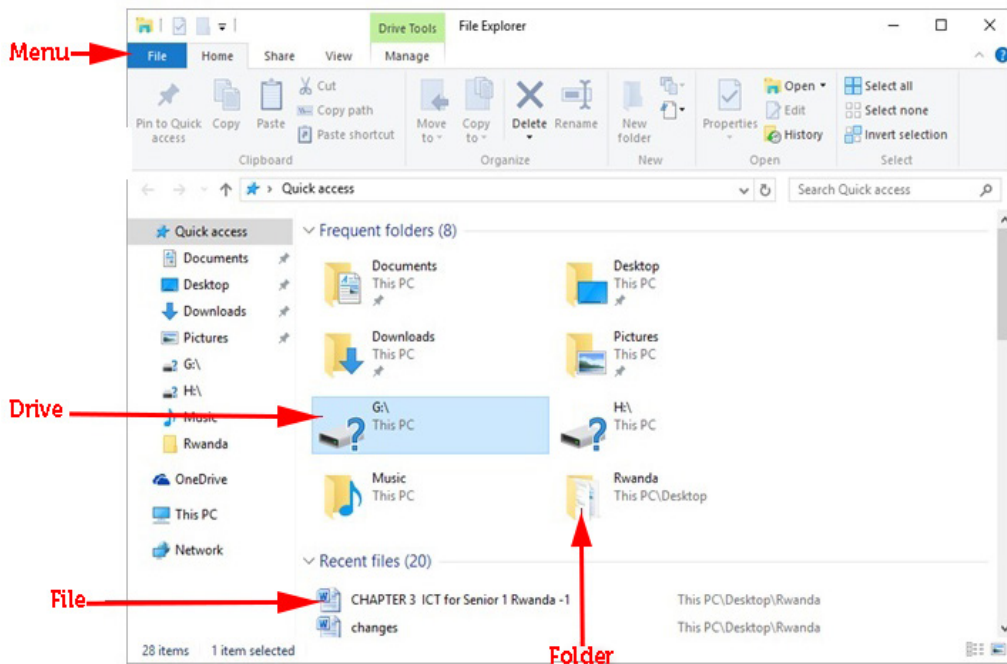 Drive Tools File Explorer
Menu File Home Share View Manage
Pin to Quick access
Copy
Paste
Cut
Copy path
Paste shortcut
Clipboard
Move to
Copy to
Delete
Rename
Organize
New folder
New
Properties
Open
Edit
History
Open
Select all
Select none
Invert selection
Select
Quick access
Search Quick access
Quick access
Documents
Desktop
Downloads
Pictures
G:\
H:\
Drive
Music
Rwanda
OneDrive
This PC
Network
Frequent folders (8)
Documents
This PC
Desktop
This PC
Downloads
This PC
Pictures
This PC
G:\
This PC
H:\
This PC
Music
This PC
Rwanda
This PC\Desktop
Recent files (20)
File
CHAPTER 3 ICT for Senior 1 Rwanda -1 This PC\Desktop\Rwanda
changes This PC\Desktop\Rwanda
28 items 1 item selected
Folder